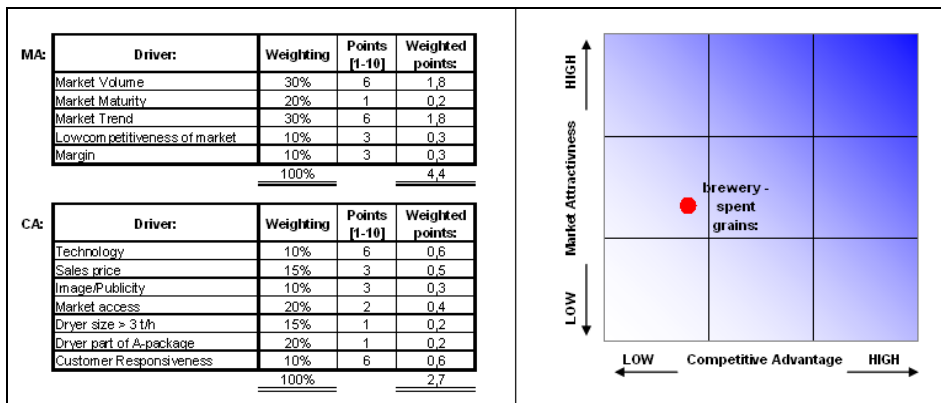 MA: Driver: Weighting Points [1-10] Weighted points:
Market Volume 30% 6 1,8
Market Maturity 20% 1 0,2
Market Trend 30% 6 1,8
Lowcompetitiveness of market 10% 3 0,3
Margin 10% 3 0,3
100% 4,4
CA: Driver: Weighting Points [1-10] Weighted points:
Technology 10% 6 0,6
Sales price 15% 3 0,5
Image/Publicity 10% 3 0,3
Market access 20% 2 0,4
Dryer size > 3 t/h 15% 1 0,2
Dryer part of A-package 20% 1 0,2
Customer Responsiveness 10% 6 0,6
100% 2,7
HIGH
Market Attractivness
LOW
brewery -
spent
grains:
LOW Competitive Advantage HIGH